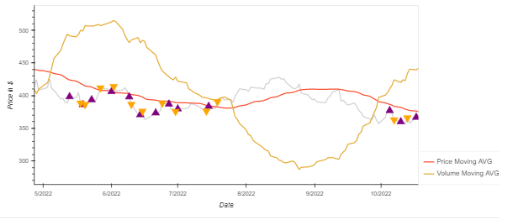 500
450
400
350
300
Price in $
5/2022
6/2022
7/2022
8/2022
9/2022
10/2022
Date
Price Moving AVG
Volume Moving AVG